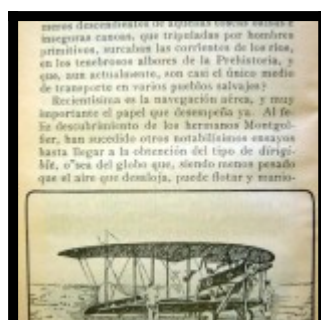 meros descendientes de aquellas toscas balsas é
inseguras canoas, que tripuladas por hombres
primitivos, surcaban las corrientes de los ríos,
en los tenebrosos albores de la Prehistoria, y
que, aun actualmente, son casi el único medio
de transporte en varios pueblos salvajes?
Recentísima es la navegación aérea, y muy
importante el papel que desempeña ya. Al fe-
liz descubrimiento de los hermanos Montgol-
fier, han sucedido otros notabilísimos ensayos
hasta llegar a la obtención del tipo de dirigi-
ble, o sea del globo que, siendo menos pesado
que el aire que desaloja, puede flotar y manio-